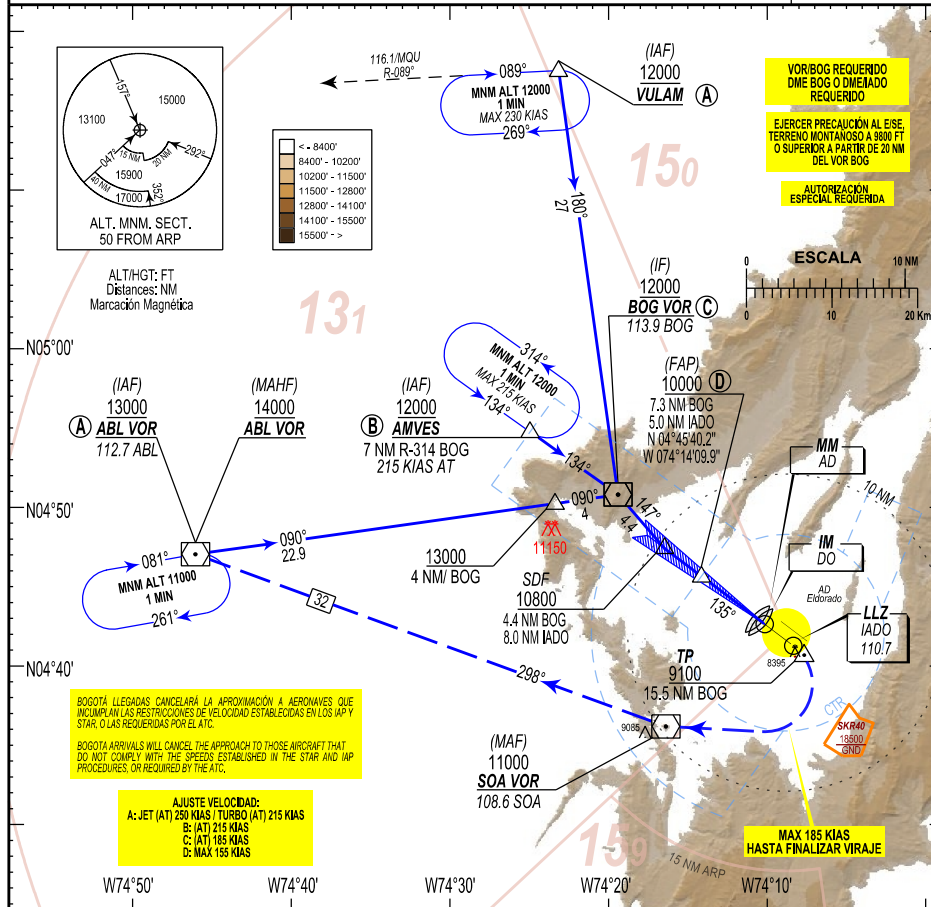 157°
15000
13100
047°
15 NM
20 NM
292°
40 NM
15900
17000
352°
ALT. MNM. SECT.
50 FROM ARP
ALT/HGT: FT
Distances: NM
Marcación Magnética
< - 8400'
8400' - 10200'
10200' - 11500'
11500' - 12800'
12800' - 14100'
14100' - 15500'
15500' - >
116.1/MQU
R-089°
089°
MNM ALT 12000
1 MIN
MAX 230 KIAS
269°
(IAF)
12000
VULAM
A
VOR/BOG REQUERIDO
DME BOG O DME/IADO
REQUERIDO
EJERCER PRECAUCIÓN AL E/SE,
TERRENO MONTAÑOSO A 9800 FT
O SUPERIOR A PARTIR DE 20 NM
DEL VOR BOG
AUTORIZACIÓN
ESPECIAL REQUERIDA
150
180°
27
ESCALA
0
10 NM
0
10
20 Km
131
(IF)
12000
BOG VOR
C
113.9 BOG
N05°00'
314°
MNM ALT 12000
1 MIN
MAX 215 KIAS
134°
(FAP)
10000
D
7.3 NM BOG
5.0 NM IADO
N 04°45'40.2"
W 074°14'09.9"
(IAF)
13000
A
ABL VOR
112.7 ABL
(MAHF)
14000
ABL VOR
(IAF)
12000
B
AMVES
7 NM R-314 BOG
215 KIAS AT
134°
MM
AD
10 NM
N04°50'
090°
4
147°
4.4
090°
22.9
11150
IM
DO
081°
MNM ALT 11000
1 MIN
261°
13000
4 NM/ BOG
SDF
10800
4.4 NM BOG
8.0 NM IADO
135°
AD
Eldorado
LLZ
IADO
110.7
32
8395
N04°40'
TP
9100
15.5 NM BOG
298°
CTR
BOGOTÁ LLEGADAS CANCELARÁ LA APROXIMACIÓN A AERONAVES QUE
INCUMPLAN LAS RESTRICCIONES DE VELOCIDAD ESTABLECIDAS EN LOS IAP Y
STAR, O LAS REQUERIDAS POR EL ATC.
BOGOTA ARRIVALS WILL CANCEL THE APPROACH TO THOSE AIRCRAFT THAT
DO NOT COMPLY WITH THE SPEEDS ESTABLISHED IN THE STAR AND IAP
PROCEDURES, OR REQUIRED BY THE ATC.
9085
SKR40
18500
GND
(MAF)
11000
SOA VOR
108.6 SOA
AJUSTE VELOCIDAD:
A: JET (AT) 250 KIAS / TURBO (AT) 215 KIAS
B: (AT) 215 KIAS
C: (AT) 185 KIAS
D: MAX 155 KIAS
159
MAX 185 KIAS
HASTA FINALIZAR VIRAJE
15 NM ARP
W74°50'
W74°40'
W74°30'
W74°20'
W74°10'